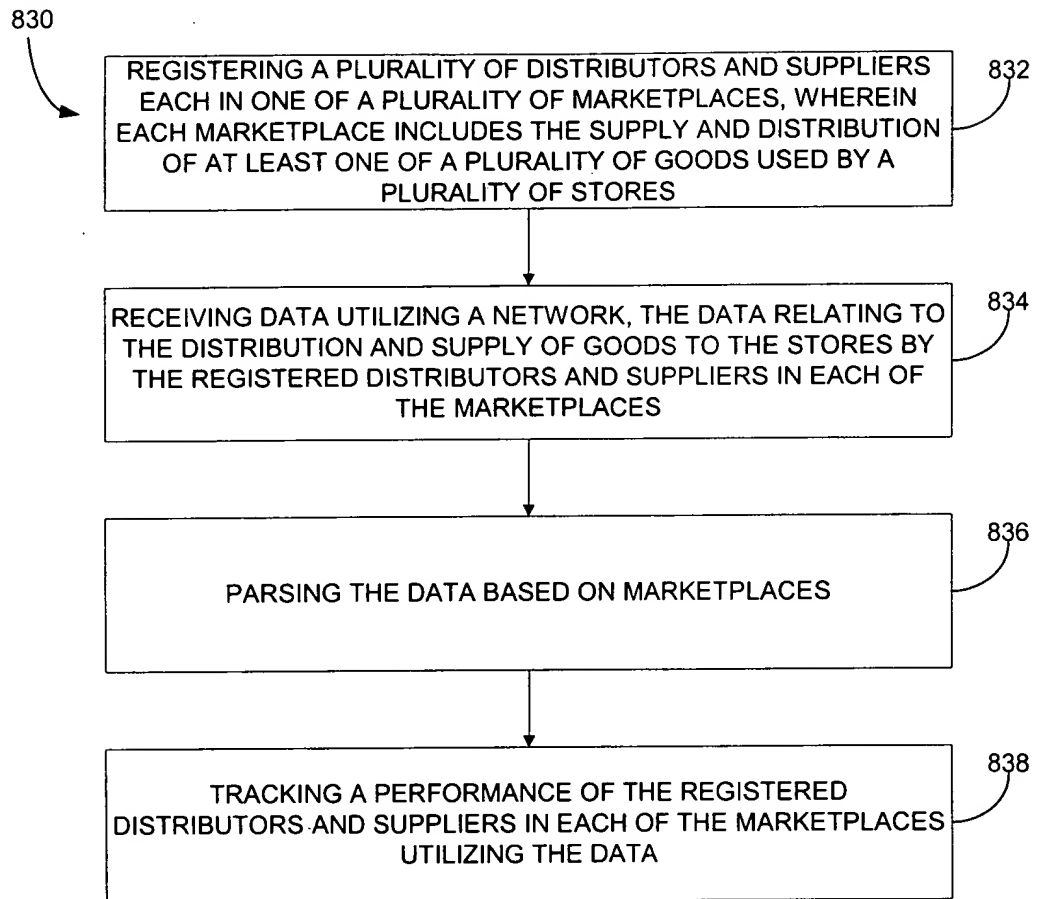 830
REGISTERING A PLURALITY OF DISTRIBUTORS AND SUPPLIERS
EACH IN ONE OF A PLURALITY OF MARKETPLACES, WHEREIN
EACH MARKETPLACE INCLUDES THE SUPPLY AND DISTRIBUTION
OF AT LEAST ONE OF A PLURALITY OF GOODS USED BY A
PLURALITY OF STORES
832
RECEIVING DATA UTILIZING A NETWORK, THE DATA RELATING TO
THE DISTRIBUTION AND SUPPLY OF GOODS TO THE STORES BY
THE REGISTERED DISTRIBUTORS AND SUPPLIERS IN EACH OF
THE MARKETPLACES
834
PARSING THE DATA BASED ON MARKETPLACES
836
TRACKING A PERFORMANCE OF THE REGISTERED
DISTRIBUTORS AND SUPPLIERS IN EACH OF THE MARKETPLACES
UTILIZING THE DATA
838